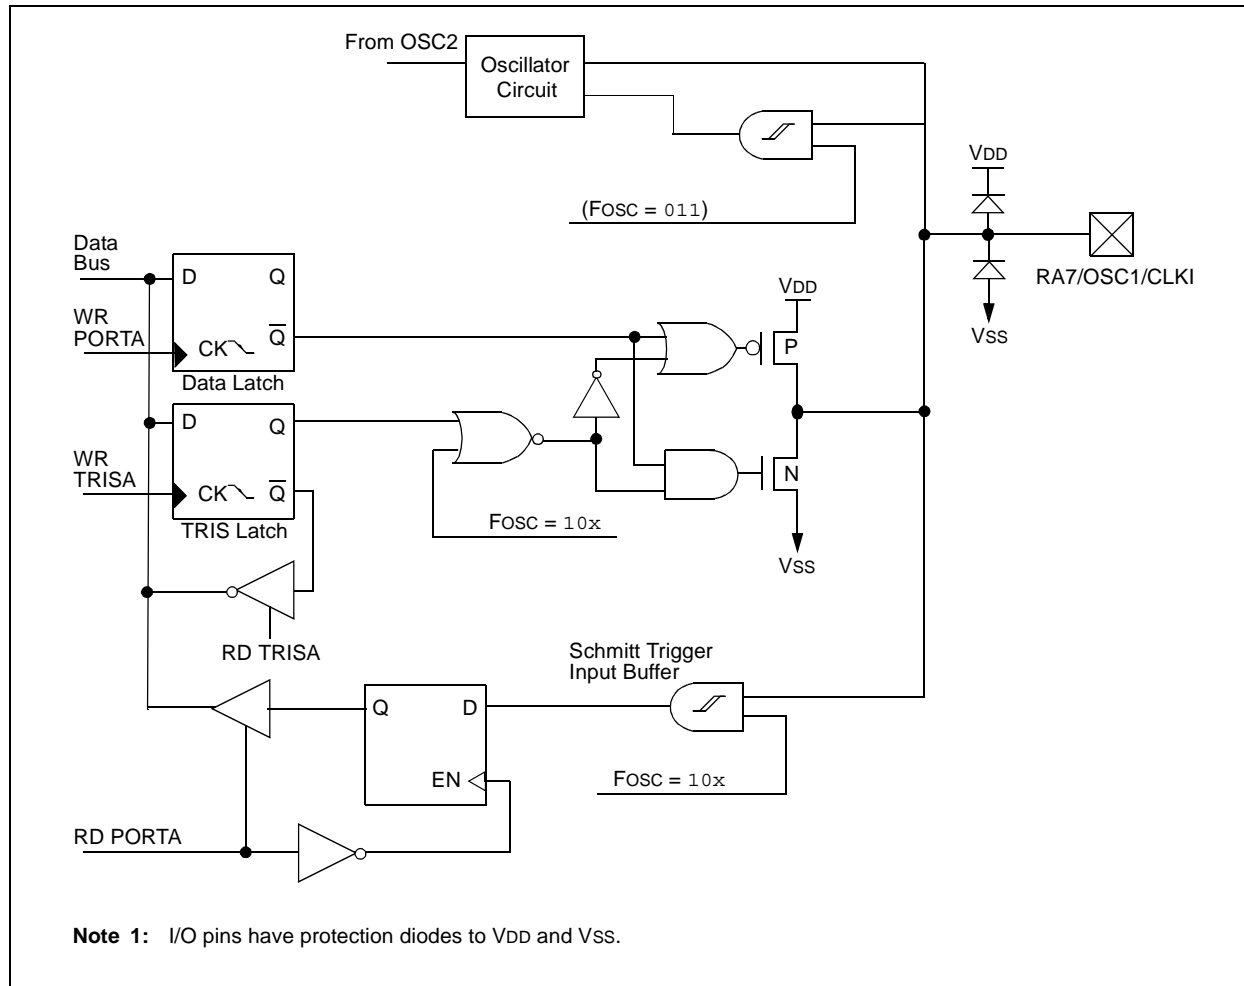 From OSC2
Oscillator
Circuit
VDD
(FOSC = 011)
RA7/OSC1/CLKI
VSS
Data
Bus
D
Q
WR
PORTA
CK
Q
Data Latch
VDD
P
D
Q
WR
TRISA
CK
Q
TRIS Latch
N
FOSC = 10x
VSS
RD TRISA
Schmitt Trigger
Input Buffer
Q
D
EN
FOSC = 10x
RD PORTA
Note 1: I/O pins have protection diodes to VDD and VSS.